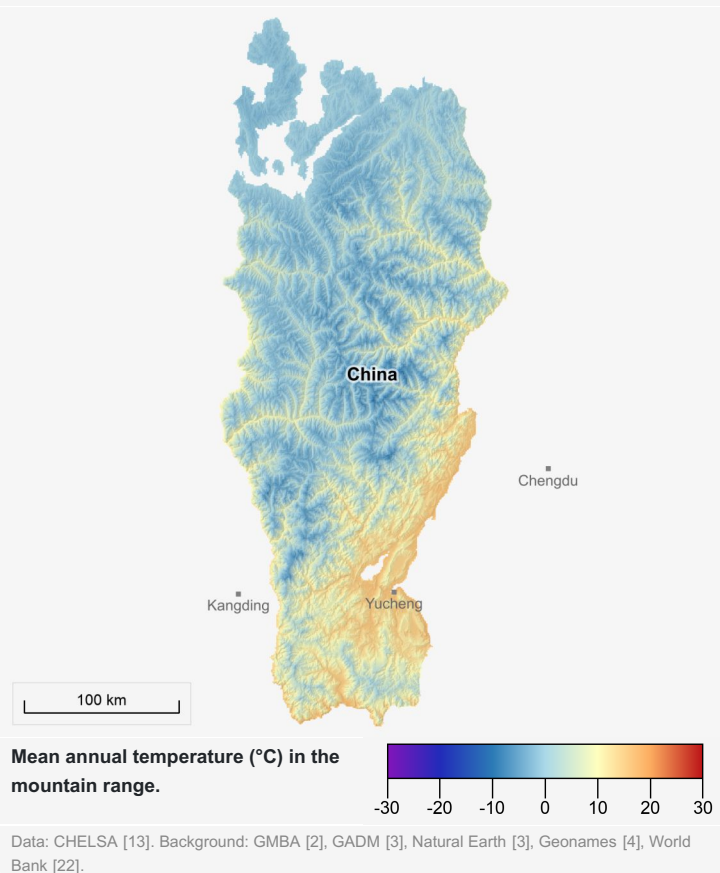 China
Chengdu
Kangding
Yucheng
100 km
Mean annual temperature (°C) in the
mountain range.
-30 -20 -10 0 10 20 30
Data: CHELSA [13]. Background: GMBA [2], GADM [3], Natural Earth [3], Geonames [4], World
Bank [22].